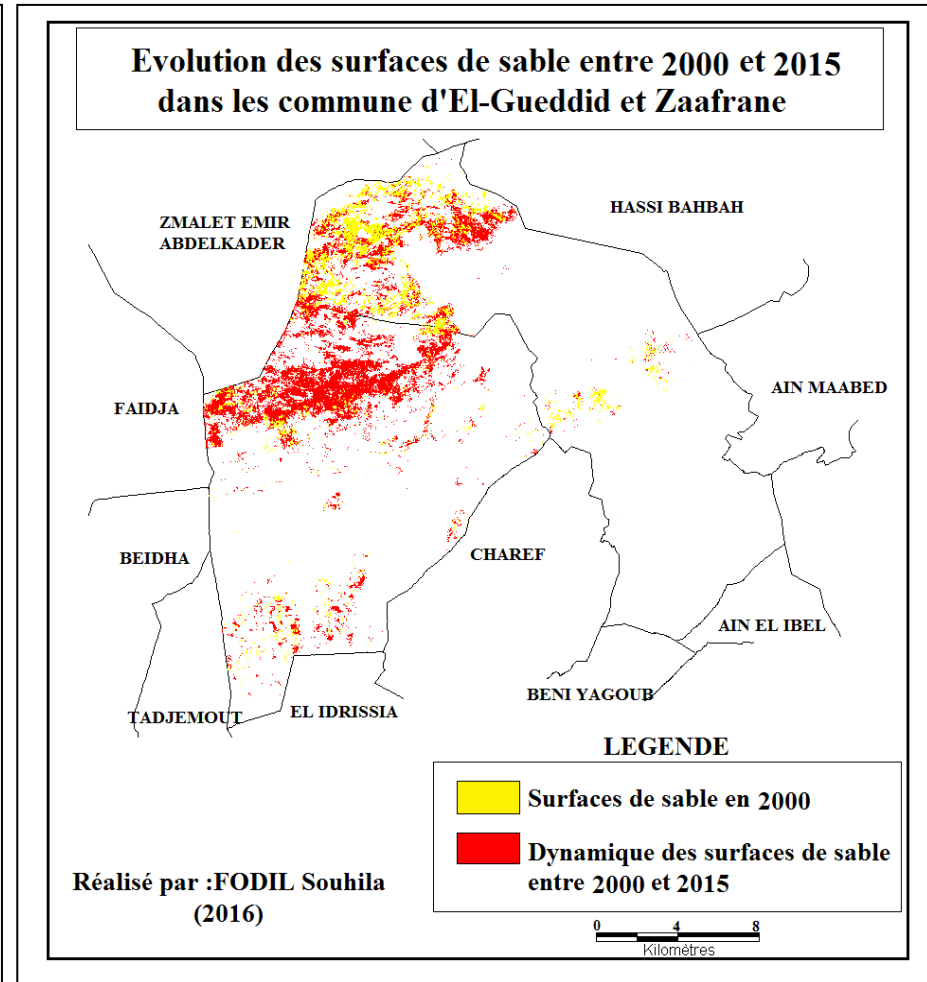 Evolution des surfaces de sable entre 2000 et 2015
dans les commune d'El-Gueddid et Zaafrane
HASSI BAHBAH
ZMALET EMIR
ABDELKADER
AIN MAABED
FAIDJA
BEIDHA
CHAREF
AIN EL IBEL
BENI YAGOUB
TADJEMOUT
EL IDRISSIA
LEGENDE
Surfaces de sable en 2000
Dynamique des surfaces de sable
entre 2000 et 2015
Réalisé par :FODIL Souhila
(2016)
0 4 8
Kilomètres